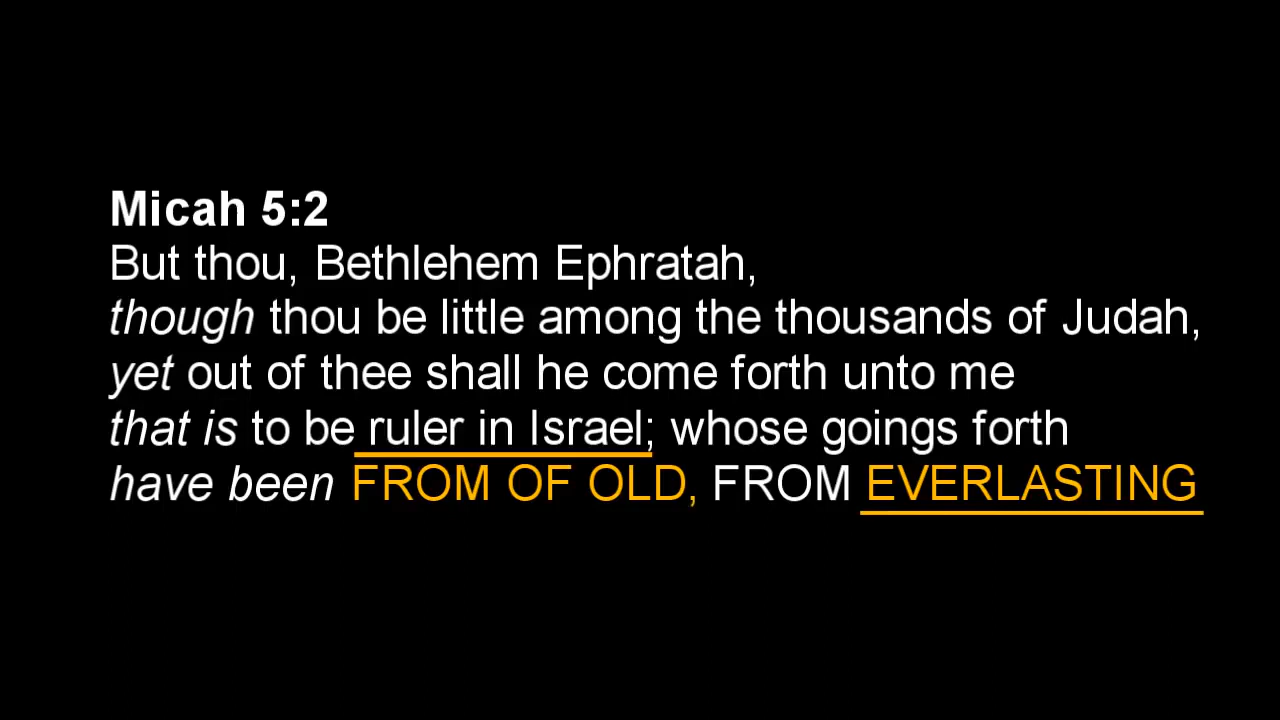 Micah 5:2
But thou, Bethlehem Ephratah,
though thou be little among the thousands of Judah,
yet out of thee shall he come forth unto me
that is to be ruler in Israel; whose goings forth
have been FROM OF OLD, FROM EVERLASTING